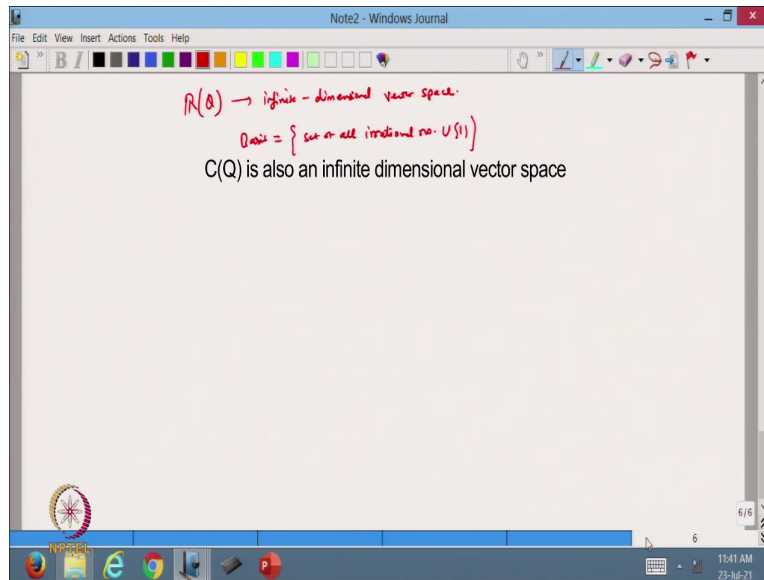 Note2 - Windows Journal
File Edit View Insert Actions Tools Help
B I
R(Q) → infinite-dimensional vector space.
Basis = { set of all irrational no. ∪ {1} }
C(Q) is also an infinite dimensional vector space
6/6
6
NPTEL
11:41 AM
23-Jul-21